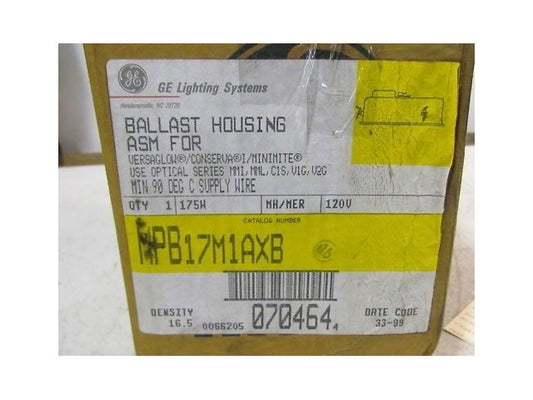 GE Lighting Systems
Hendersonville, NC 28739
BALLAST HOUSING
ASM FOR
VERSAGLOW®/CONSERVA®I/MININITE®
USE OPTICAL SERIES MMI, MML, C1S, V1G, V2G
MIN 90 DEG C SUPPLY WIRE
QTY 1 175W MH/MER 120V
CATALOG NUMBER
MPB17M1AXB
DENSITY
16.5
0066205
070464 4
DATE CODE
33-99